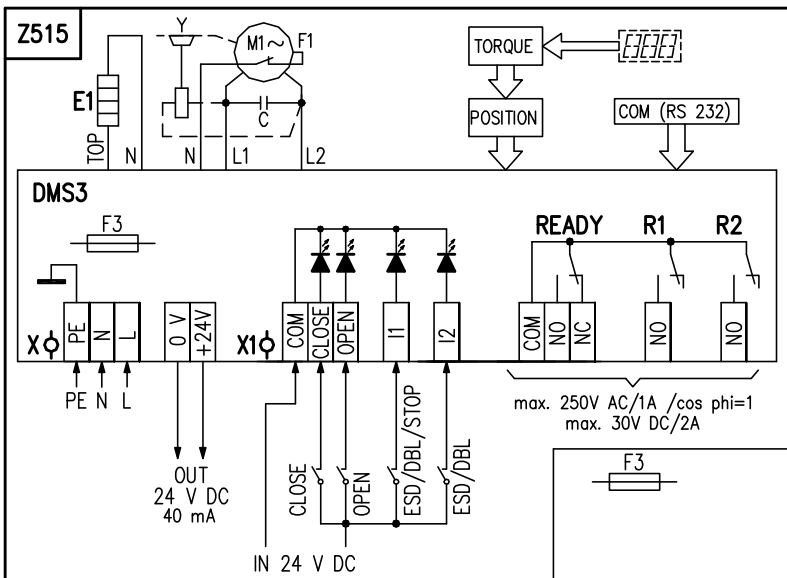 Z515
Y
M1 ~
F1
E1
C
TOP
N
N
L1
L2
TORQUE
POSITION
COM (RS 232)
DMS3
F3
READY
R1
R2
X
PE
N
L
0 V
+24V
X1
COM
CLOSE
OPEN
I1
I2
COM
NO
NC
NO
NO
PE N L
OUT
24 V DC
40 mA
CLOSE
OPEN
ESD/DBL/STOP
ESD/DBL
IN 24 V DC
max. 250V AC/1A /cos phi=1
max. 30V DC/2A
F3